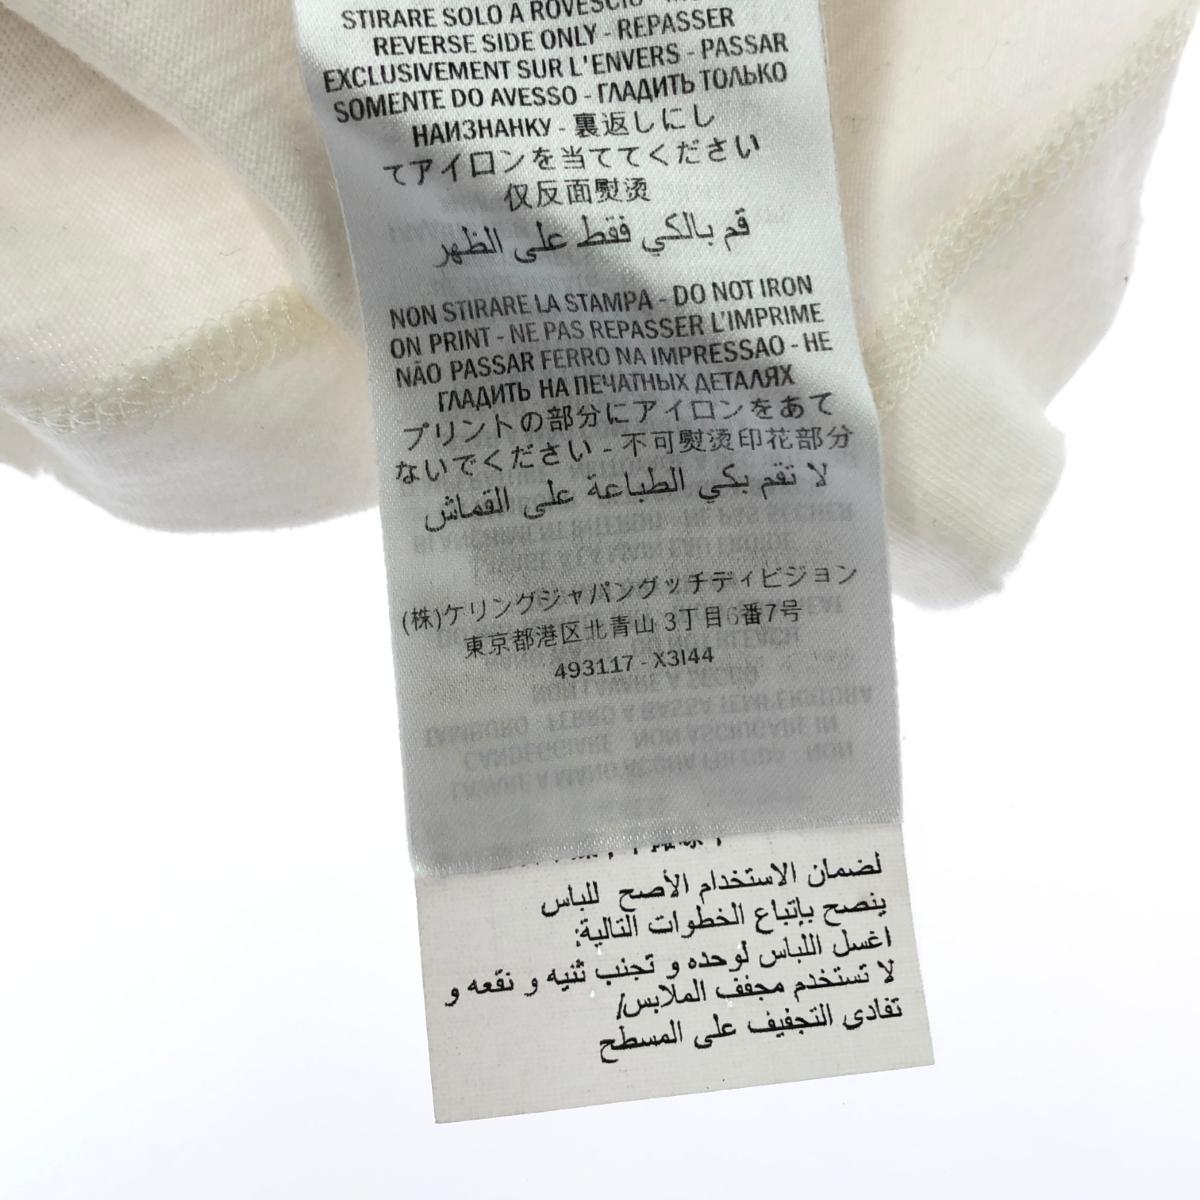 STIRARE SOLO A ROVESCIO
REVERSE SIDE ONLY - REPASSER
EXCLUSIVEMENT SUR L'ENVERS - PASSAR
SOMENTE DO AVESSO - ГЛАДИТЬ ТОЛЬКО
НАИЗНАНКУ - 裏返しにし
てアイロンを当ててください
仅反面熨烫
قم بالكي فقط على الظهر
NON STIRARE LA STAMPA - DO NOT IRON
ON PRINT - NE PAS REPASSER L'IMPRIME
NÃO PASSAR FERRO NA IMPRESSAO - НЕ
ГЛАДИТЬ НА ПЕЧАТНЫХ ДЕТАЛЯХ
プリントの部分にアイロンをあて
ないでください - 不可熨烫印花部分
لا تقم بكي الطباعة على القماش
(株)ケリングジャパングッチディビジョン
東京都港区北青山 3丁目6番7号
493117 - X3I44
لضمان الاستخدام الأصح للباس
ينصح بإتباع الخطوات التالية:
اغسل اللباس لوحده و تجنب ثنيه و نقعه و
لا تستخدم مجفف الملابس/
تفادى التجفيف على المسطح